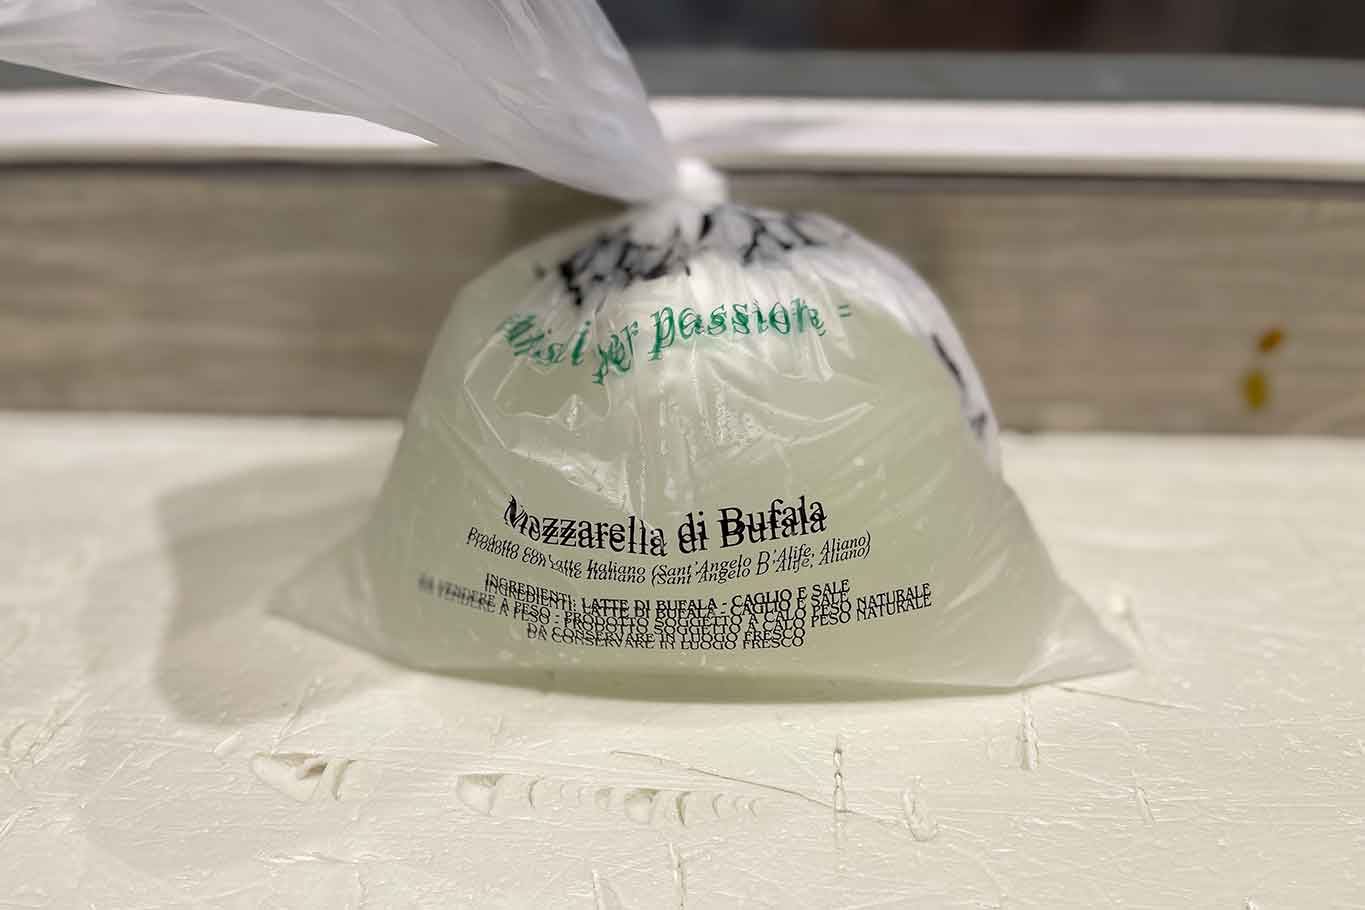 per passione
Mozzarella di Bufala
Prodotto con Latte Italiano (Sant'Angelo D'Alife, Aliano)
INGREDIENTI: LATTE DI BUFALA - CAGLIO E SALE
DA VENDERE A PESO - PRODOTTO SOGGETTO A CALO PESO NATURALE
DA CONSERVARE IN LUOGO FRESCO